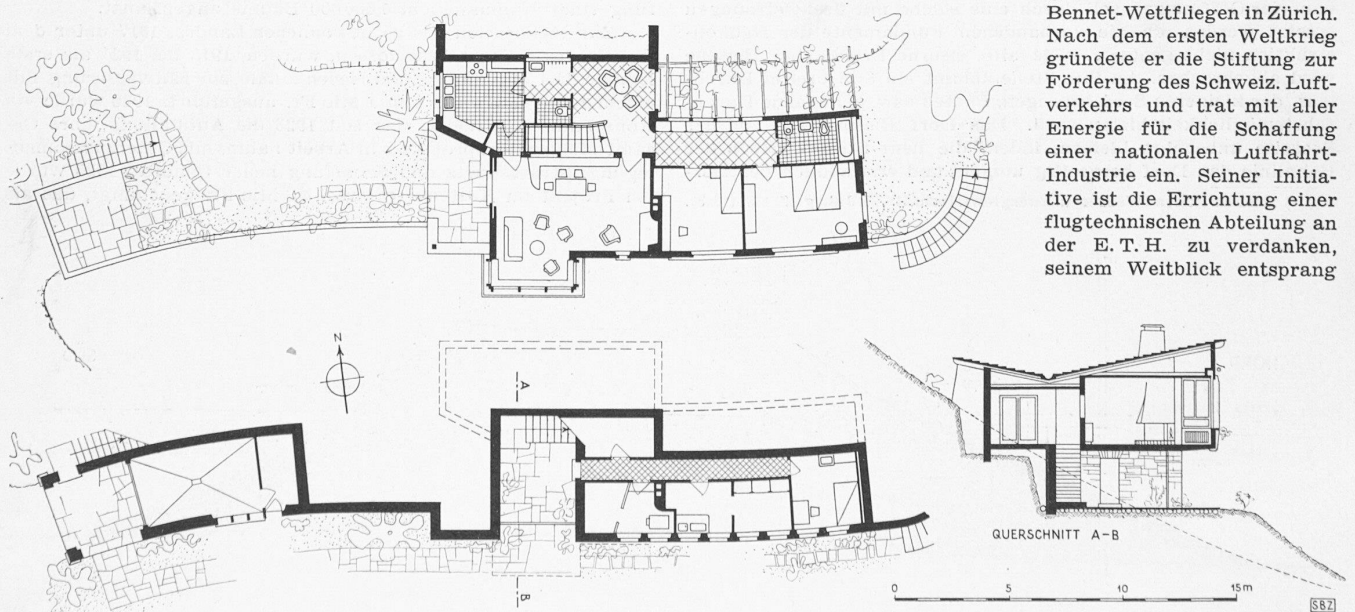 Bennet-Wettfliegen in Zürich.
Nach dem ersten Weltkrieg
gründete er die Stiftung zur
Förderung des Schweiz. Luft-
verkehrs und trat mit aller
Energie für die Schaffung
einer nationalen Luftfahrt-
Industrie ein. Seiner Initia-
tive ist die Errichtung einer
flugtechnischen Abteilung an
der E. T. H. zu verdanken,
seinem Weitblick entsprang
N
A
B
QUERSCHNITT A-B
0 5 10 15m
SBZ